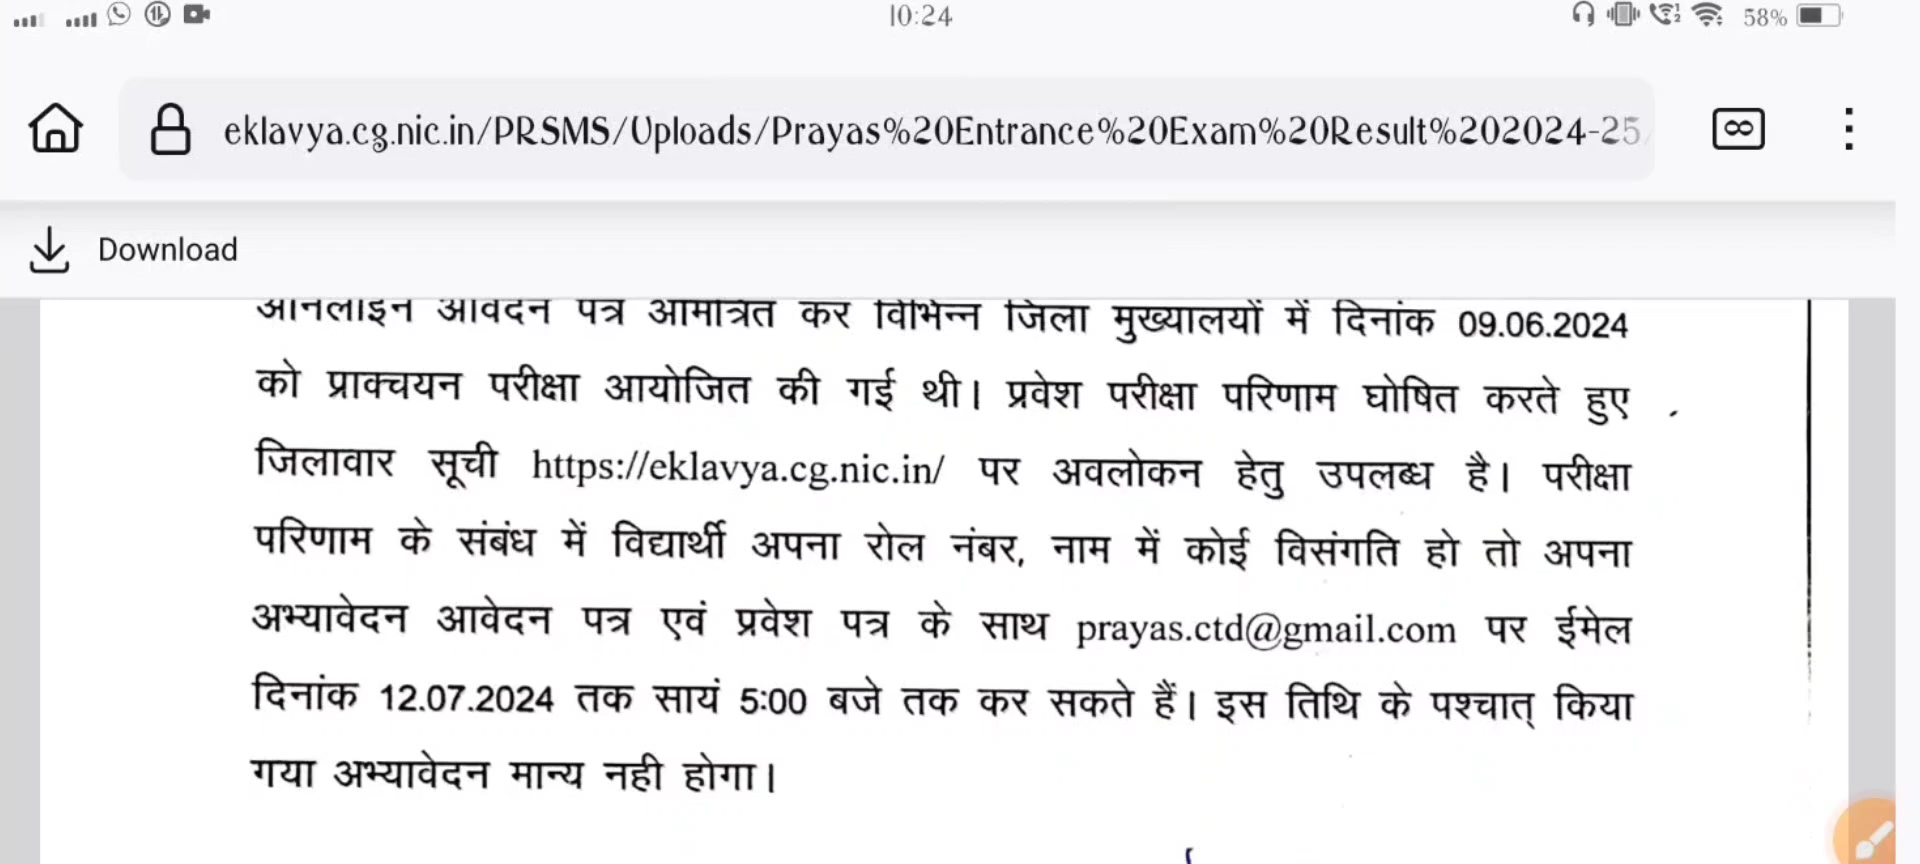 10:24
58%
eklavya.cg.nic.in/PRSMS/Uploads/Prayas%20Entrance%20Exam%20Result%202024-25
Download
ऑनलाइन आवेदन पत्र आमंत्रित कर विभिन्न जिला मुख्यालयों में दिनांक 09.06.2024
को प्राक्चयन परीक्षा आयोजित की गई थी। प्रवेश परीक्षा परिणाम घोषित करते हुए
जिलावार सूची https://eklavya.cg.nic.in/ पर अवलोकन हेतु उपलब्ध है। परीक्षा
परिणाम के संबंध में विद्यार्थी अपना रोल नंबर, नाम में कोई विसंगति हो तो अपना
अभ्यावेदन आवेदन पत्र एवं प्रवेश पत्र के साथ prayas.ctd@gmail.com पर ईमेल
दिनांक 12.07.2024 तक सायं 5:00 बजे तक कर सकते हैं। इस तिथि के पश्चात् किया
गया अभ्यावेदन मान्य नही होगा।